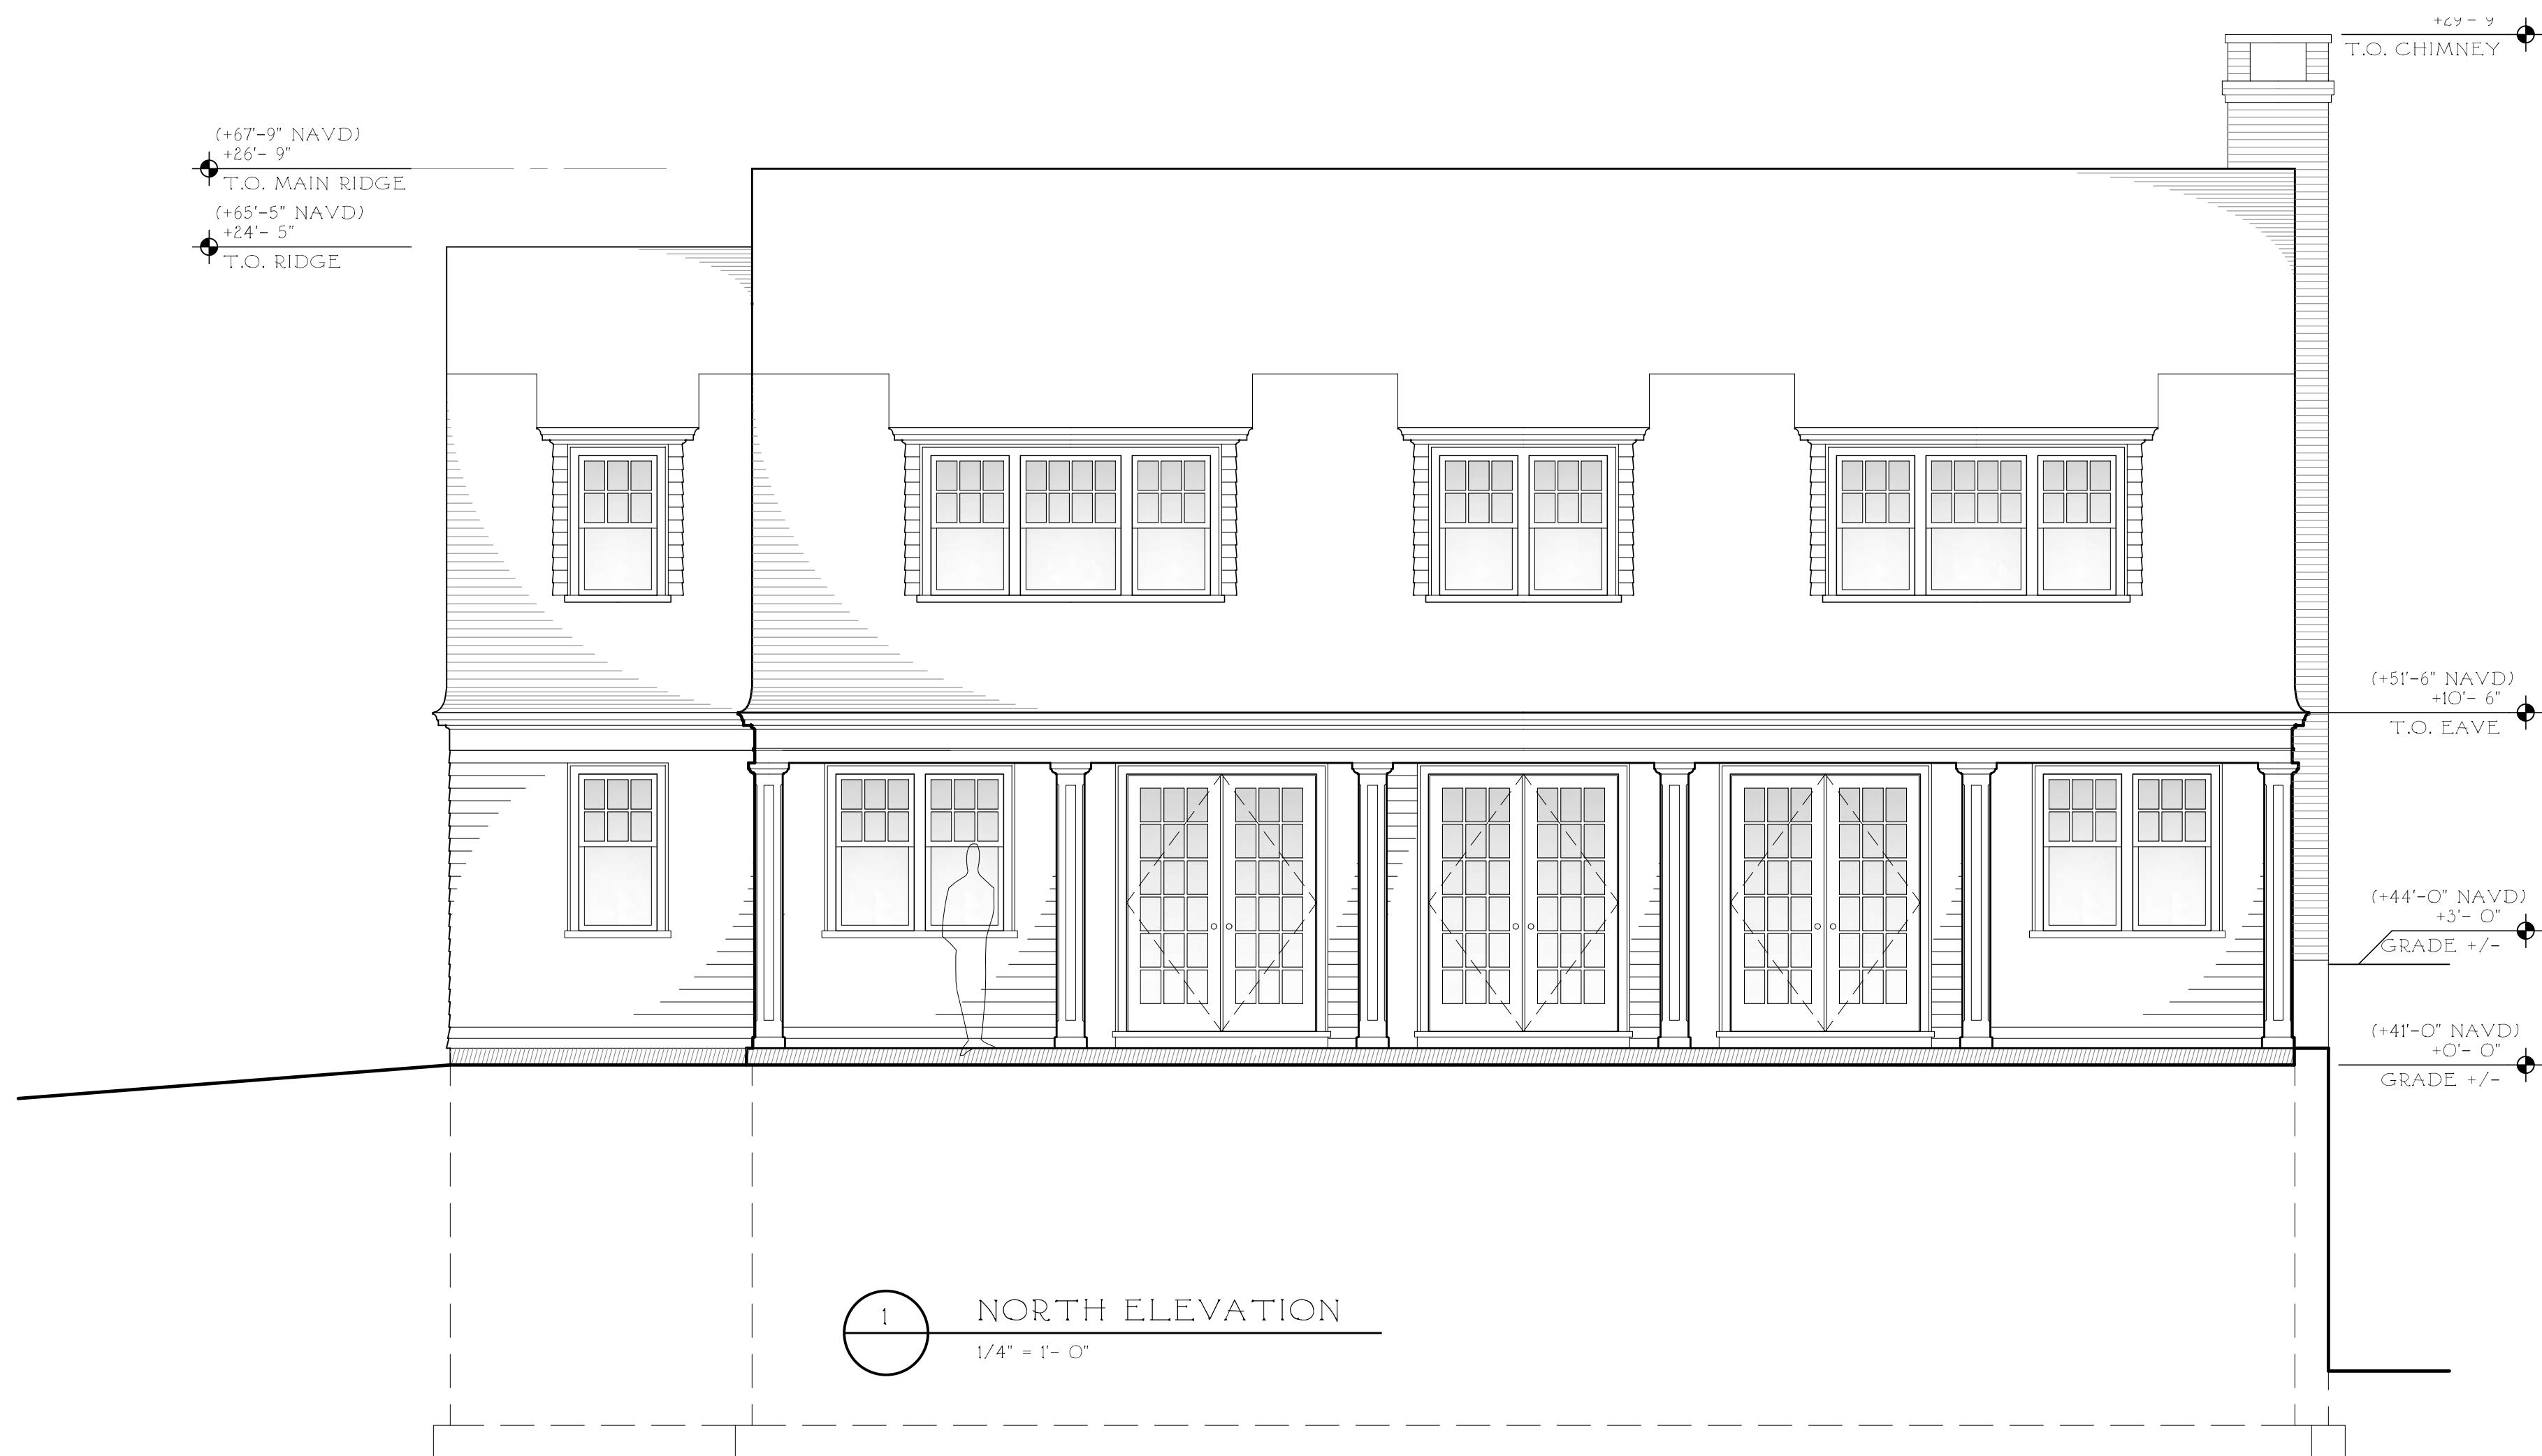 T.O. CHIMNEY
(+67'-9" NAVD)
+26'- 9"
T.O. MAIN RIDGE
(+65'-5" NAVD)
+24'- 5"
T.O. RIDGE
(+51'-6" NAVD)
+10'- 6"
T.O. EAVE
(+44'-0" NAVD)
+3'- 0"
GRADE +/-
(+41'-0" NAVD)
+0'- 0"
GRADE +/-
1
NORTH ELEVATION
1/4" = 1'- 0"